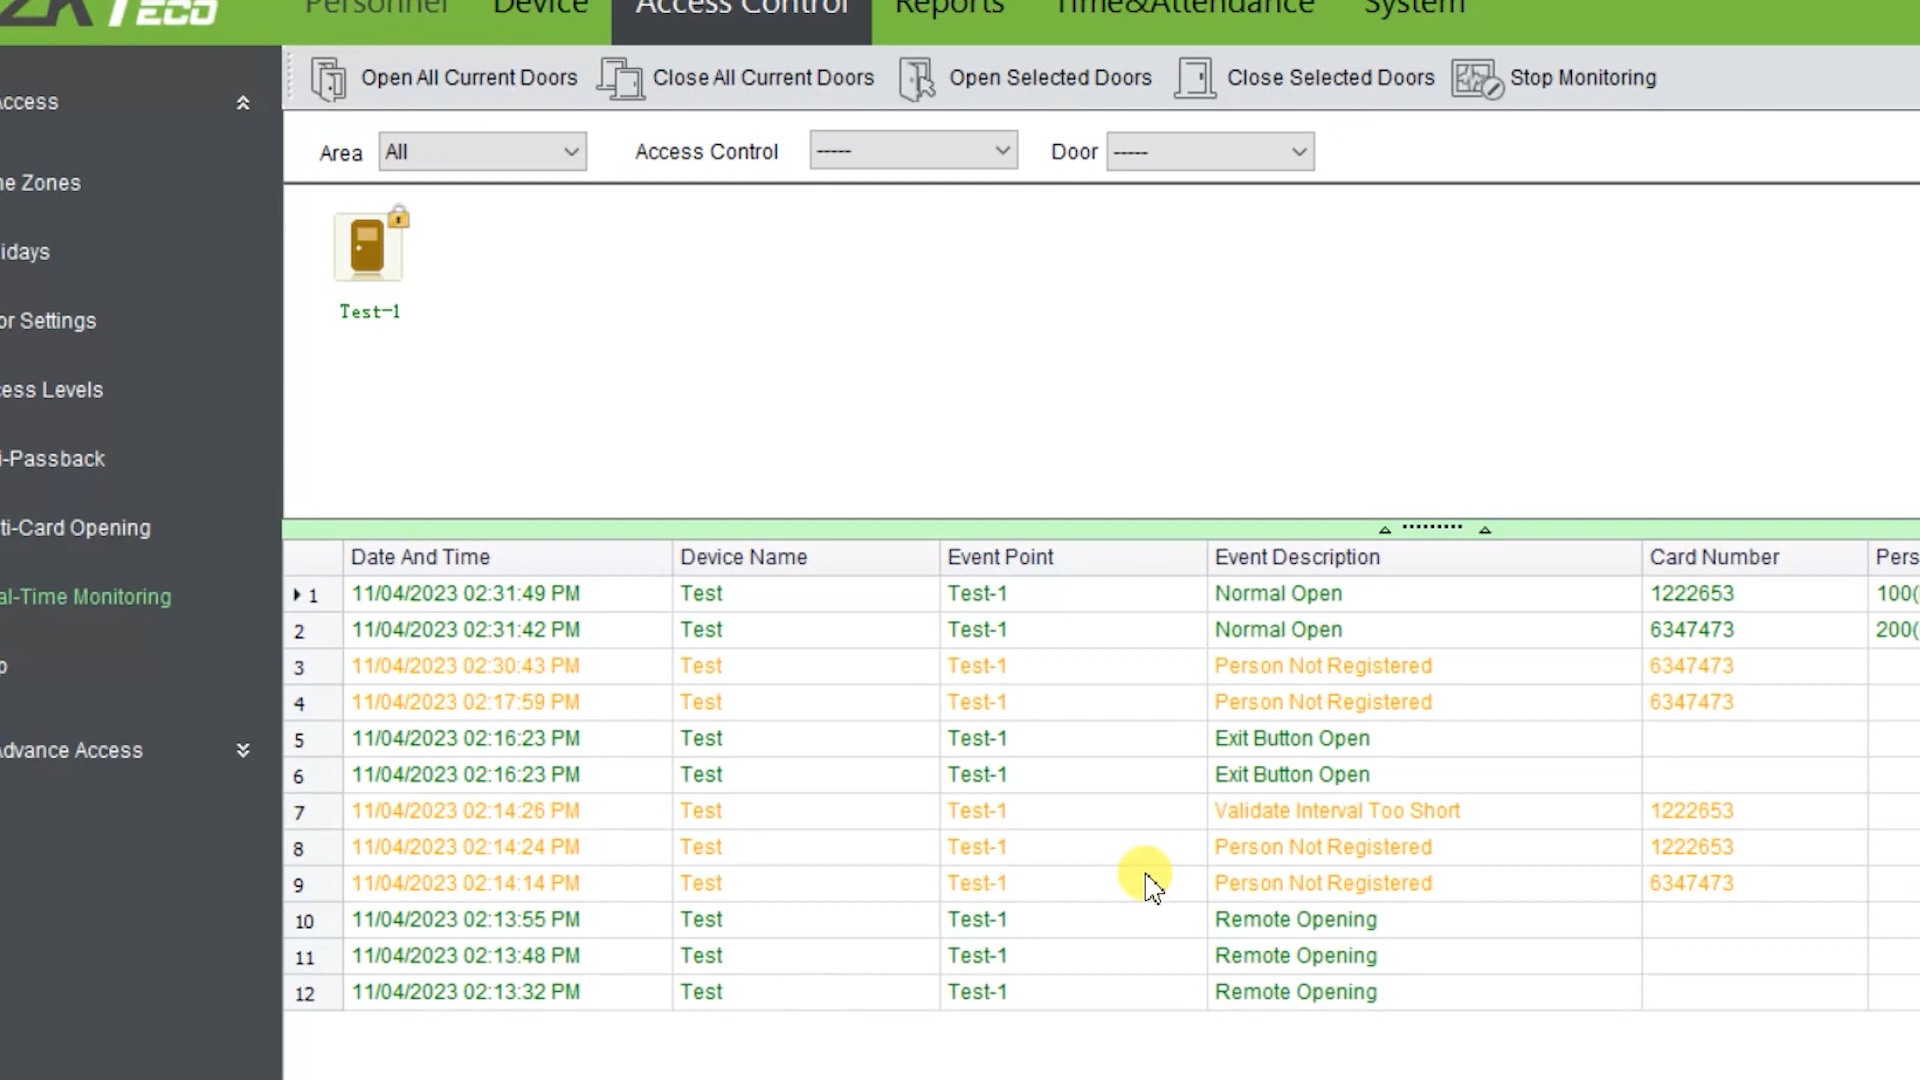 ZKTeco
Personnel Device Access Control Reports Time&Attendance System
Access
Open All Current Doors Close All Current Doors Open Selected Doors Close Selected Doors Stop Monitoring
Area All Access Control ----- Door -----
ne Zones
idays
or Settings
ess Levels
i-Passback
ti-Card Opening
al-Time Monitoring
p
Advance Access
Test-1
Date And Time Device Name Event Point Event Description Card Number Pers
1 11/04/2023 02:31:49 PM Test Test-1 Normal Open 1222653 100(
2 11/04/2023 02:31:42 PM Test Test-1 Normal Open 6347473 200(
3 11/04/2023 02:30:43 PM Test Test-1 Person Not Registered 6347473
4 11/04/2023 02:17:59 PM Test Test-1 Person Not Registered 6347473
5 11/04/2023 02:16:23 PM Test Test-1 Exit Button Open
6 11/04/2023 02:16:23 PM Test Test-1 Exit Button Open
7 11/04/2023 02:14:26 PM Test Test-1 Validate Interval Too Short 1222653
8 11/04/2023 02:14:24 PM Test Test-1 Person Not Registered 1222653
9 11/04/2023 02:14:14 PM Test Test-1 Person Not Registered 6347473
10 11/04/2023 02:13:55 PM Test Test-1 Remote Opening
11 11/04/2023 02:13:48 PM Test Test-1 Remote Opening
12 11/04/2023 02:13:32 PM Test Test-1 Remote Opening